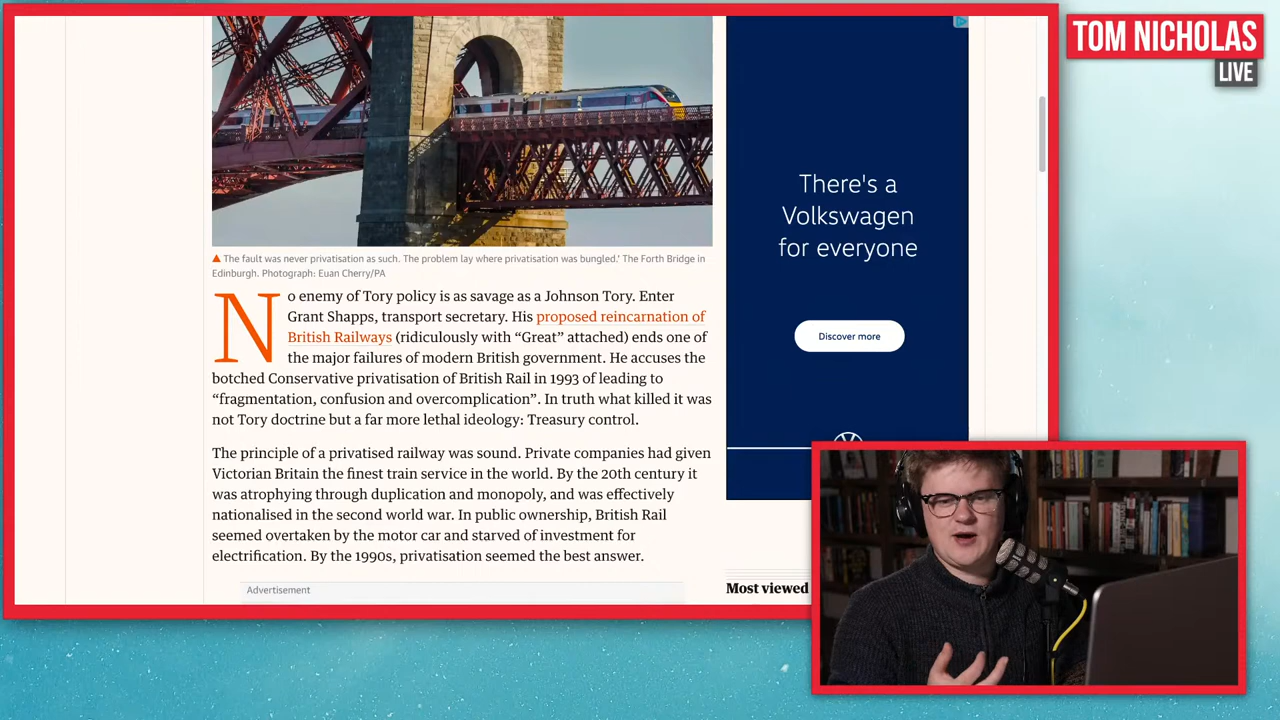 TOM NICHOLAS
LIVE
There's a
Volkswagen
for everyone
Discover more
The fault was never privatisation as such. The problem lay where privatisation was bungled.' The Forth Bridge in
Edinburgh. Photograph: Euan Cherry/PA
No enemy of Tory policy is as savage as a Johnson Tory. Enter
Grant Shapps, transport secretary. His proposed reincarnation of
British Railways (ridiculously with “Great” attached) ends one of
the major failures of modern British government. He accuses the
botched Conservative privatisation of British Rail in 1993 of leading to
“fragmentation, confusion and overcomplication”. In truth what killed it was
not Tory doctrine but a far more lethal ideology: Treasury control.
The principle of a privatised railway was sound. Private companies had given
Victorian Britain the finest train service in the world. By the 20th century it
was atrophying through duplication and monopoly, and was effectively
nationalised in the second world war. In public ownership, British Rail
seemed overtaken by the motor car and starved of investment for
electrification. By the 1990s, privatisation seemed the best answer.
Advertisement
Most viewed